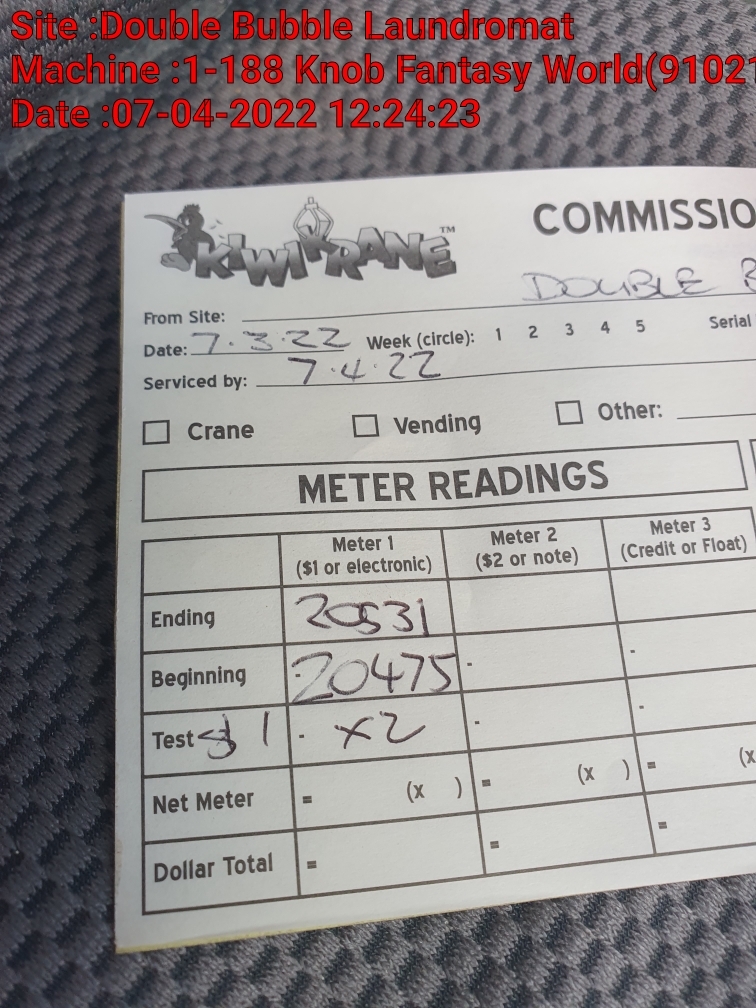 Site :Double Bubble Laundromat
Machine :1-188 Knob Fantasy World(91021
Date :07-04-2022 12:24:23
KIWI KRANE™
COMMISSIO
DOUBLE B
From Site:
Date: 7.3.22 Week (circle): 1 2 3 4 5 Serial
Serviced by: 7.4.22
Crane Vending Other:
METER READINGS
Meter 1 Meter 2 Meter 3
($1 or electronic) ($2 or note) (Credit or Float)
Ending 20531
Beginning - 20475 - -
Test $1 - x2 - -
Net Meter = (x ) = (x ) = (x
Dollar Total = = =